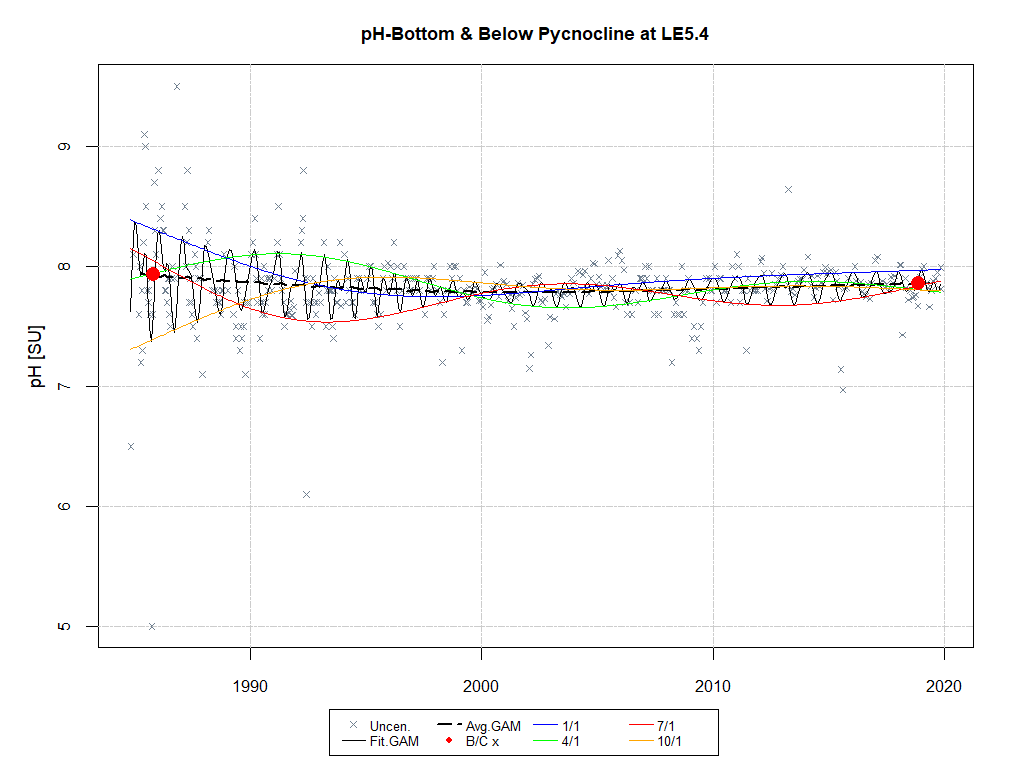 pH-Bottom & Below Pycnocline at LE5.4
pH [SU]
9
8
7
6
5
1990 2000 2010 2020
Uncen. Avg.GAM 1/1 7/1
Fit.GAM B/C x 4/1 10/1